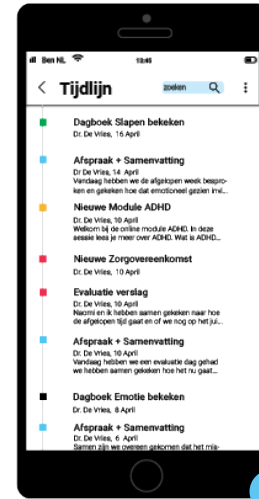 Ben NL
13:45
Tijdlijn
zoeken
Dagboek Slapen bekeken
Dr. De Vries, 16 April
Afspraak + Samenvatting
Dr De Vries, 14 April
Vandaag hebben we de afgelopen week bespro-
ken en gekeken hoe dat emotioneel gezien invl...
Nieuwe Module ADHD
Dr. De Vries, 10 April
Welkom bij de online module ADHD. In deze
sessie lees je meer over ADHD. Wat is ADHD...
Nieuwe Zorgovereenkomst
Dr. De Vries, 10 April
Evaluatie verslag
Dr. De Vries, 10 April
Naomi en ik hebben samen gekeken naar hoe
de afgelopen tijd gaat en of we nog op het jui...
Afspraak + Samenvatting
Dr. De Vries, 10 April
Vandaag hebben we een evaluatie dag gehad
we hebben samen gekeken hoe het nu gaat...
Dagboek Emotie bekeken
Dr. De Vries, 8 April
Afspraak + Samenvatting
Dr. De Vries, 6 April
Samen zijn we overeen gekomen dat het mis-